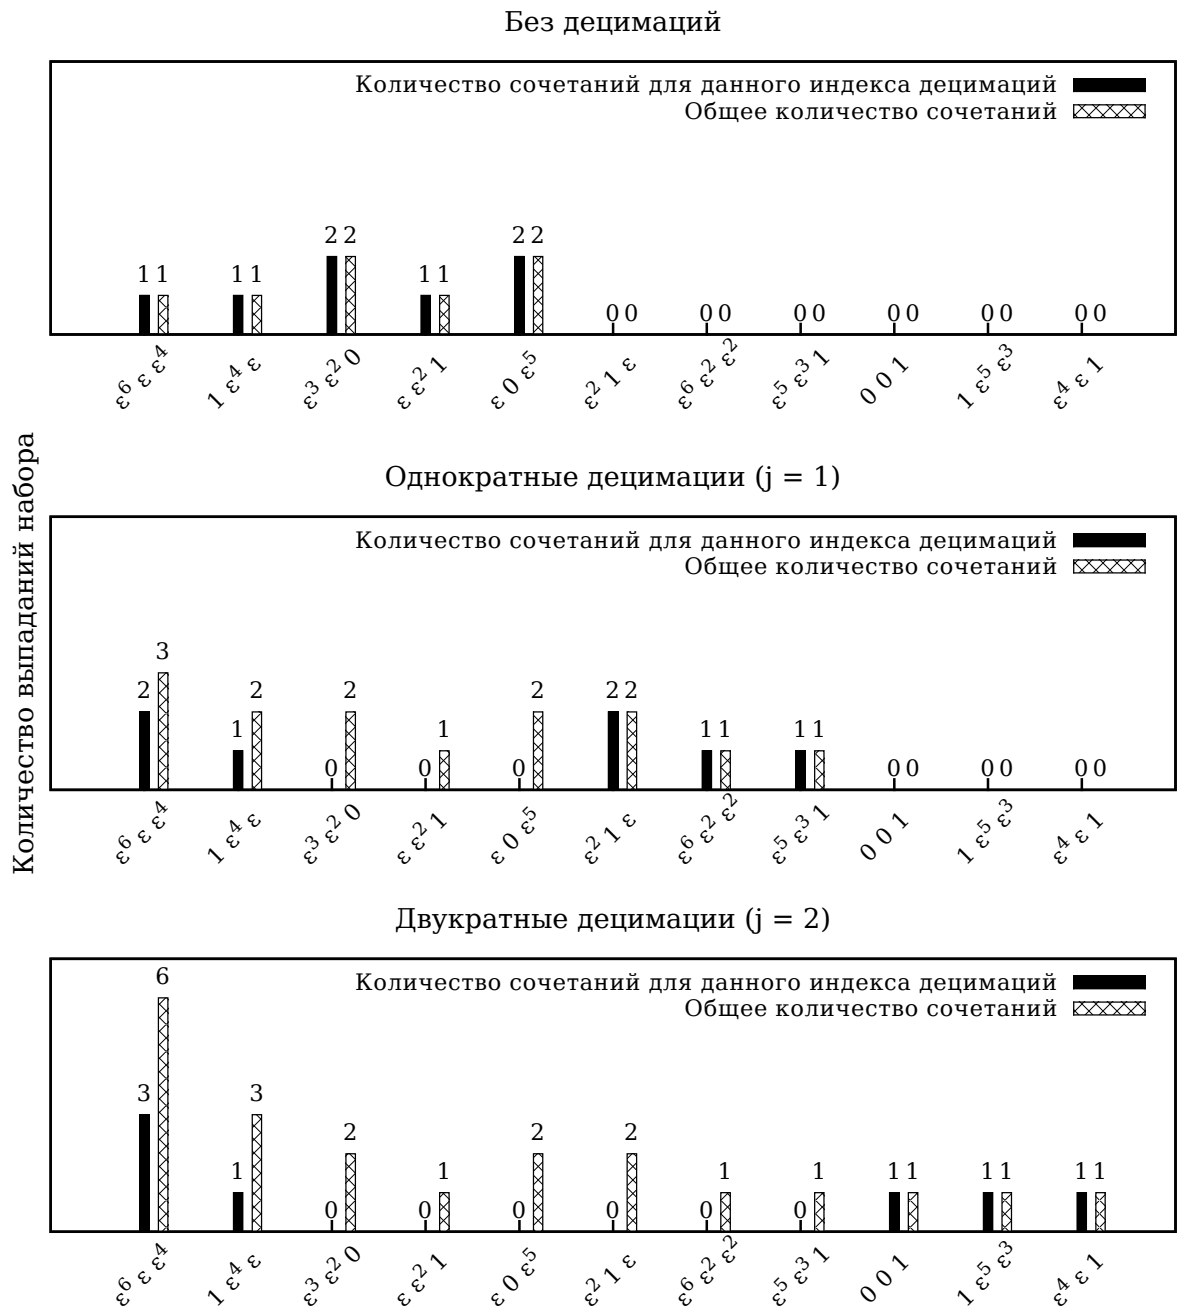 Без децимаций
Количество сочетаний для данного индекса децимаций
Общее количество сочетаний
1 1 1 1 2 2 1 1 2 2 0 0 0 0 0 0 0 0 0 0 0 0
ε⁶ ε ε⁴
1 ε⁴ ε
ε³ ε² 0
ε ε² 1
ε 0 ε⁵
ε² 1 ε
ε⁶ ε² ε²
ε⁵ ε³ 1
0 0 1
1 ε⁵ ε³
ε⁴ ε 1
Количество выпаданий набора
Однократные децимации (j = 1)
Количество сочетаний для данного индекса децимаций
Общее количество сочетаний
2 3 1 2 0 2 0 1 0 2 2 2 1 1 1 1 0 0 0 0 0 0
ε⁶ ε ε⁴
1 ε⁴ ε
ε³ ε² 0
ε ε² 1
ε 0 ε⁵
ε² 1 ε
ε⁶ ε² ε²
ε⁵ ε³ 1
0 0 1
1 ε⁵ ε³
ε⁴ ε 1
Двукратные децимации (j = 2)
Количество сочетаний для данного индекса децимаций
Общее количество сочетаний
3 6 1 3 0 2 0 1 0 2 0 2 0 1 0 1 1 1 1 1 1 1
ε⁶ ε ε⁴
1 ε⁴ ε
ε³ ε² 0
ε ε² 1
ε 0 ε⁵
ε² 1 ε
ε⁶ ε² ε²
ε⁵ ε³ 1
0 0 1
1 ε⁵ ε³
ε⁴ ε 1